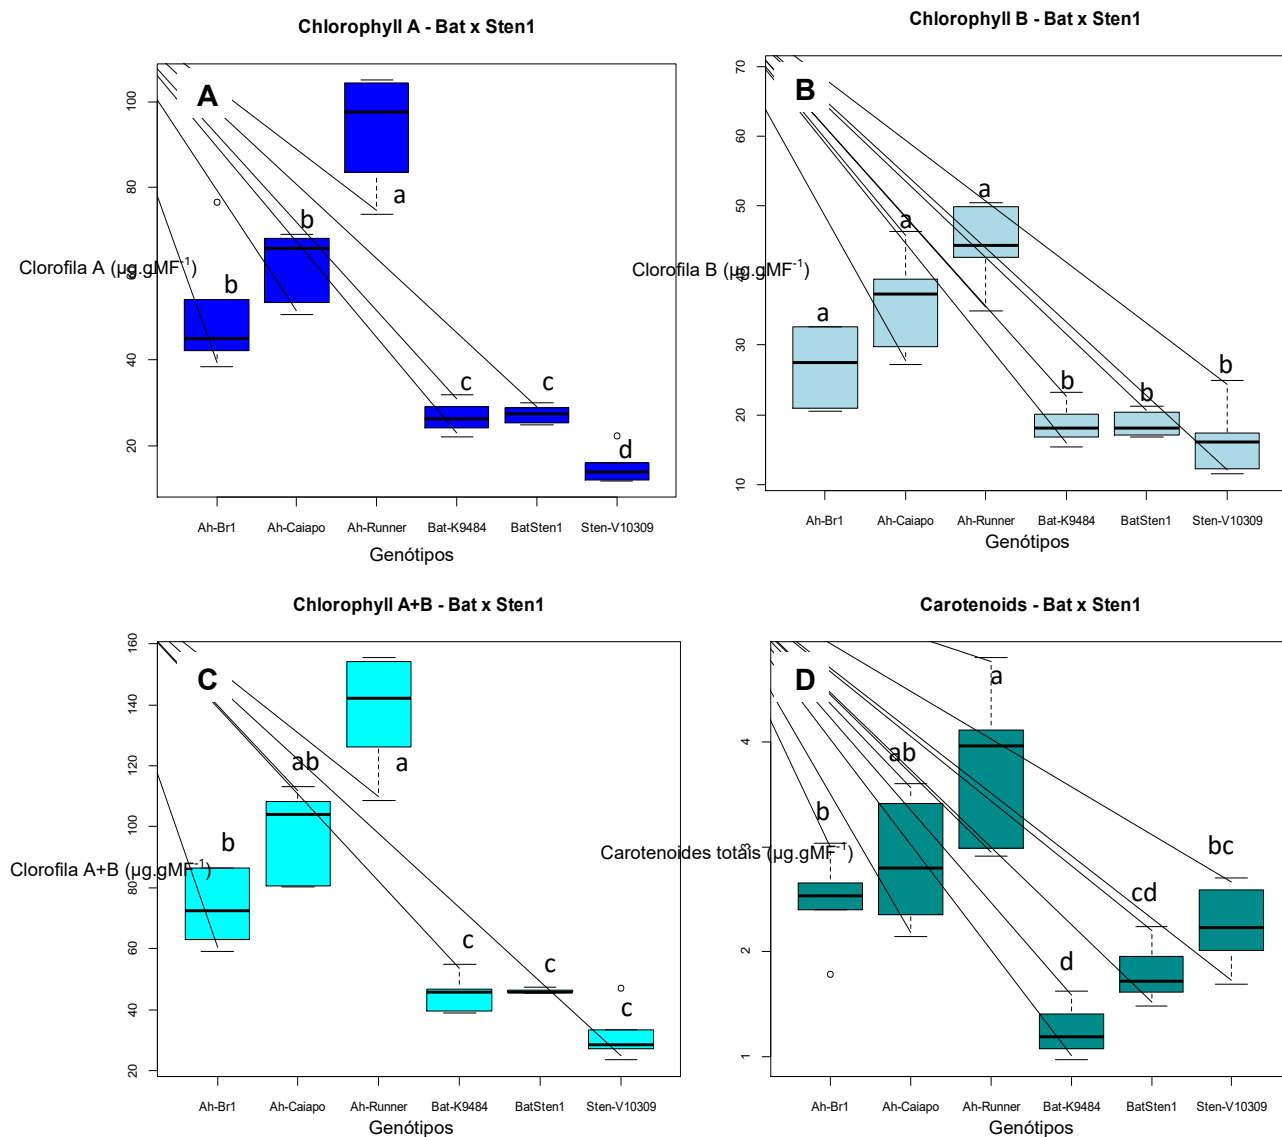 Chlorophyll A - Bat x Sten1
A
100
80
60
40
20
Clorofila A (µg.gMF⁻¹)
b
b
a
c
c
d
Ah-Br1 Ah-Caiapo Ah-Runner Bat-K9484 BatSten1 Sten-V10309
Genótipos
Chlorophyll B - Bat x Sten1
B
70
60
50
40
30
20
10
Clorofila B (µg.gMF⁻¹)
a
a
a
b
b
b
Ah-Br1 Ah-Caiapo Ah-Runner Bat-K9484 BatSten1 Sten-V10309
Genótipos
Chlorophyll A+B - Bat x Sten1
C
160
140
120
100
80
60
40
20
Clorofila A+B (µg.gMF⁻¹)
b
ab
a
c
c
c
Ah-Br1 Ah-Caiapo Ah-Runner Bat-K9484 BatSten1 Sten-V10309
Genótipos
Carotenoids - Bat x Sten1
D
4
3
2
1
Carotenoides totals (µg.gMF⁻¹)
b
ab
a
d
cd
bc
Ah-Br1 Ah-Caiapo Ah-Runner Bat-K9484 BatSten1 Sten-V10309
Genótipos